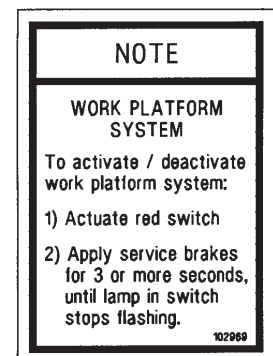 NOTE
WORK PLATFORM
SYSTEM
To activate / deactivate
work platform system:
1) Actuate red switch
2) Apply service brakes
for 3 or more seconds,
until lamp in switch
stops flashing.
102969